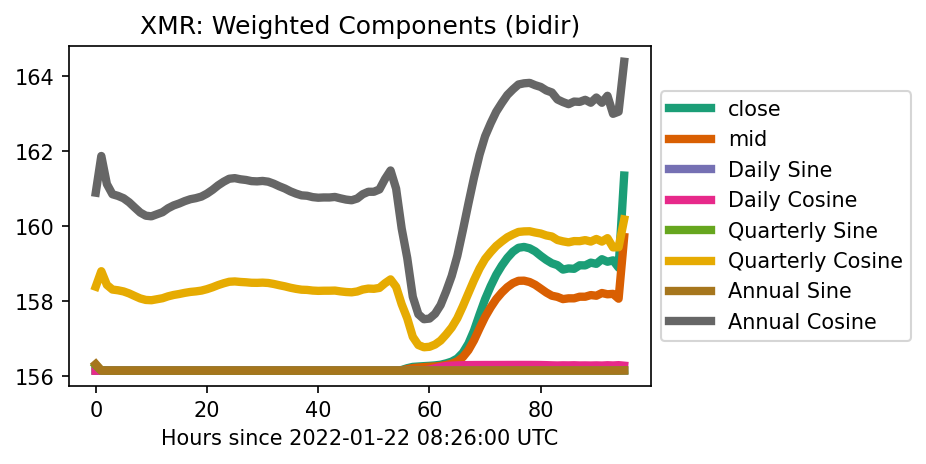 XMR: Weighted Components (bidir)
164
162
160
158
156
0 20 40 60 80
Hours since 2022-01-22 08:26:00 UTC
close
mid
Daily Sine
Daily Cosine
Quarterly Sine
Quarterly Cosine
Annual Sine
Annual Cosine